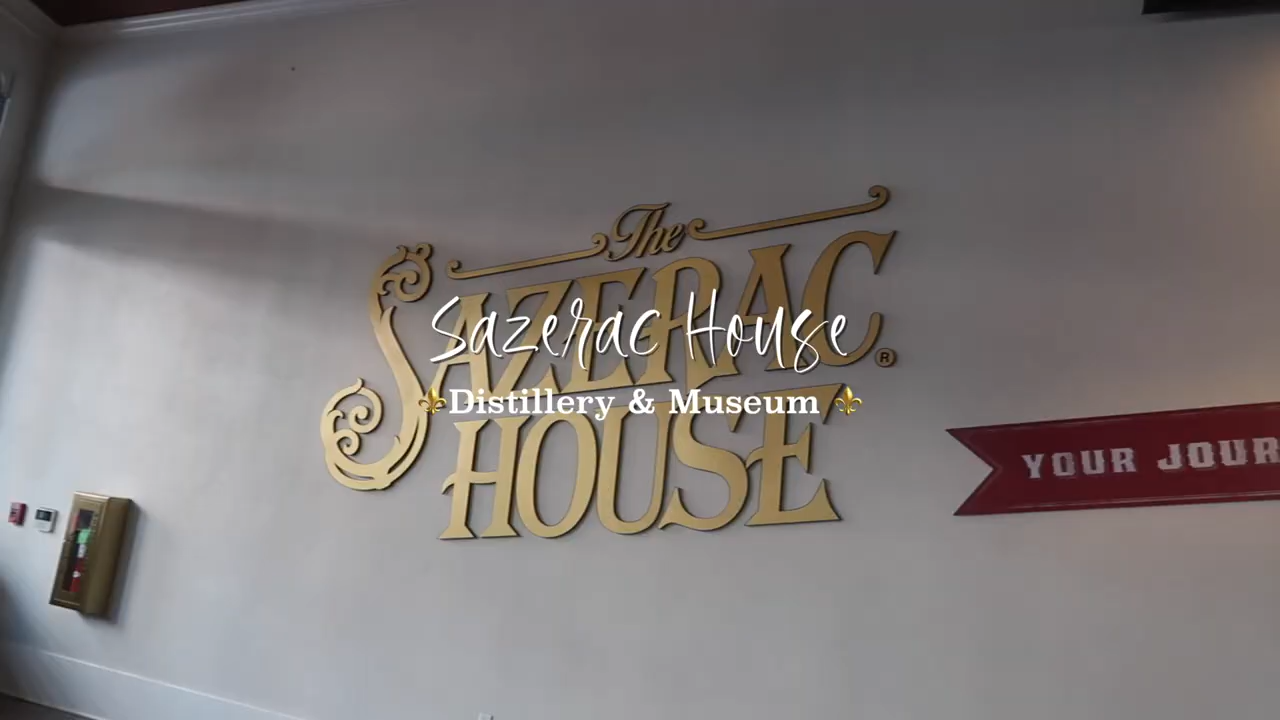 The
SAZERAC
HOUSE
®
Sazerac House
⚜Distillery & Museum⚜
YOUR JOUR